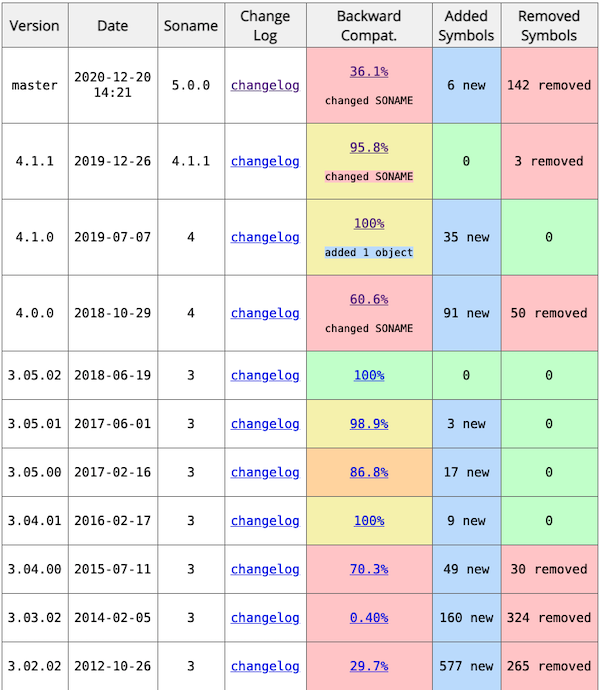 Version Date Soname Change Log Backward Compat. Added Symbols Removed Symbols
master 2020-12-20 14:21 5.0.0 changelog 36.1% changed SONAME 6 new 142 removed
4.1.1 2019-12-26 4.1.1 changelog 95.8% changed SONAME 0 3 removed
4.1.0 2019-07-07 4 changelog 100% added 1 object 35 new 0
4.0.0 2018-10-29 4 changelog 60.6% changed SONAME 91 new 50 removed
3.05.02 2018-06-19 3 changelog 100% 0 0
3.05.01 2017-06-01 3 changelog 98.9% 3 new 0
3.05.00 2017-02-16 3 changelog 86.8% 17 new 0
3.04.01 2016-02-17 3 changelog 100% 9 new 0
3.04.00 2015-07-11 3 changelog 70.3% 49 new 30 removed
3.03.02 2014-02-05 3 changelog 0.40% 160 new 324 removed
3.02.02 2012-10-26 3 changelog 29.7% 577 new 265 removed